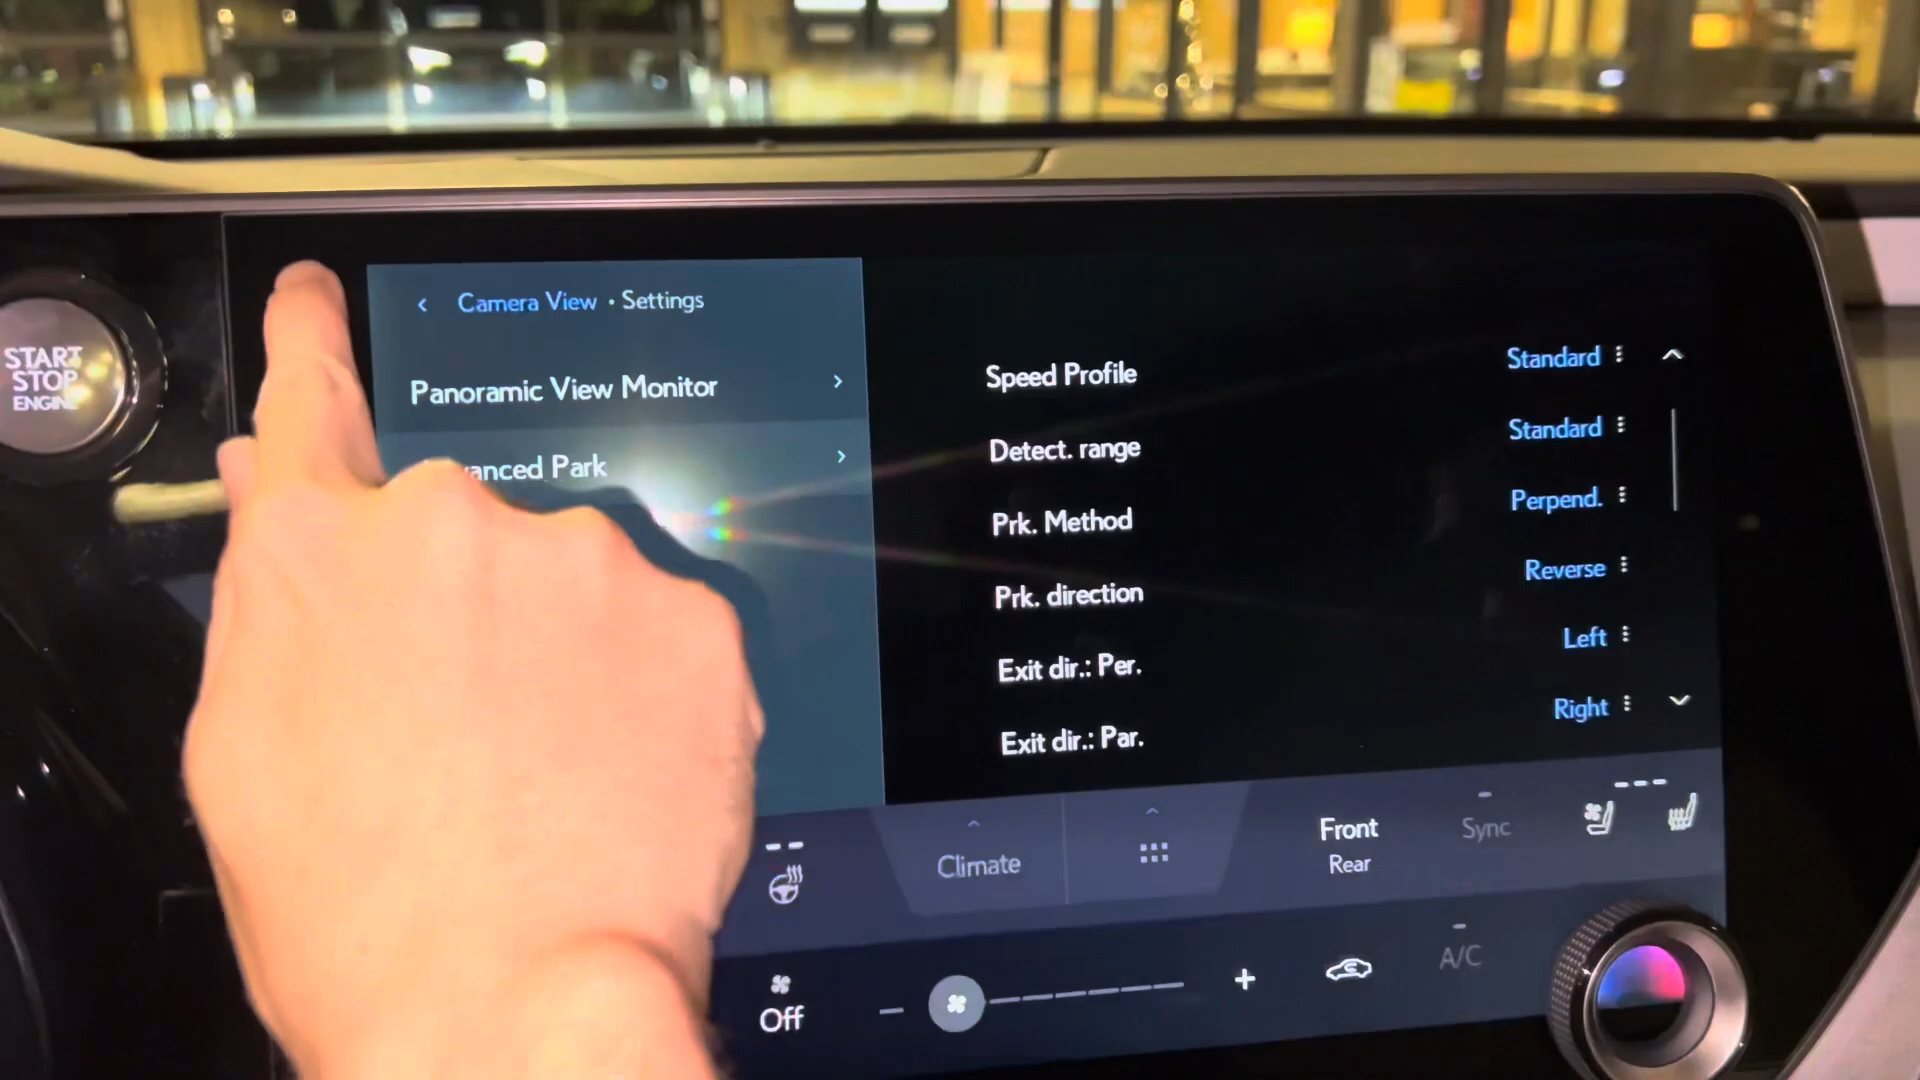 START
STOP
ENGINE
Camera View • Settings
Panoramic View Monitor
Park
Speed Profile Standard
Detect. range Standard
Prk. Method Perpend.
Prk. direction Reverse
Exit dir.: Per. Left
Exit dir.: Par. Right
Climate
Front
Rear
Sync
Off
A/C